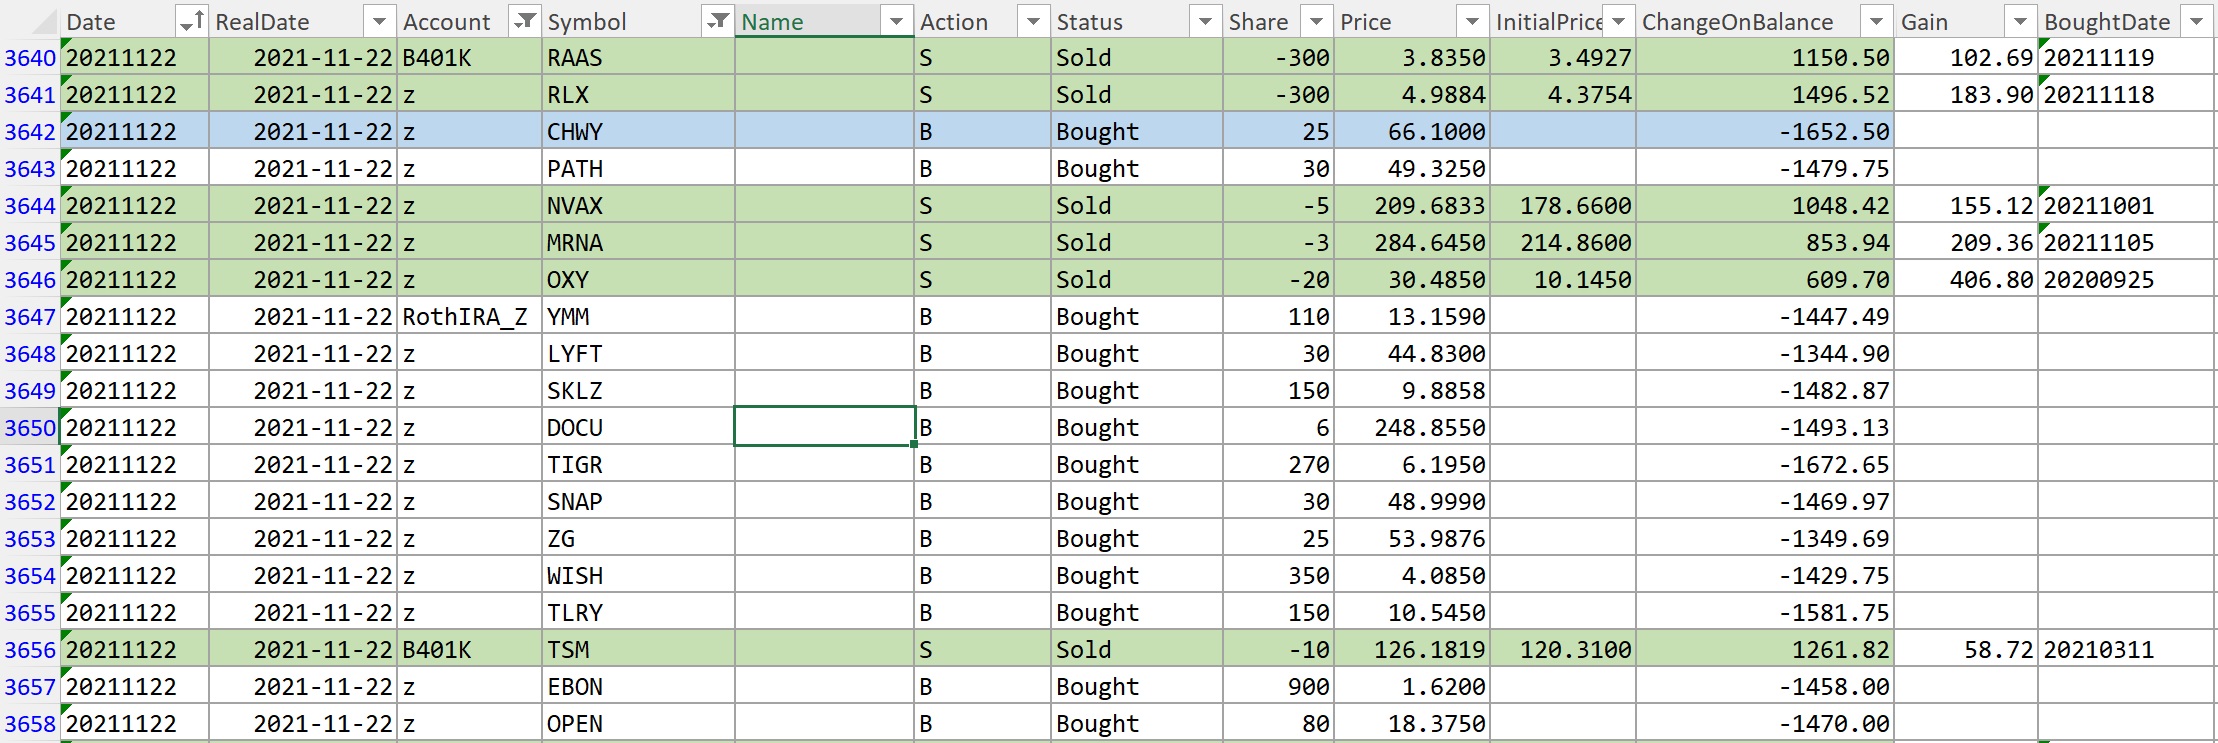 Date RealDate Account Symbol Name Action Status Share Price InitialPrice ChangeOnBalance Gain BoughtDate
3640 20211122 2021-11-22 B401K RAAS S Sold -300 3.8350 3.4927 1150.50 102.69 20211119
3641 20211122 2021-11-22 z RLX S Sold -300 4.9884 4.3754 1496.52 183.90 20211118
3642 20211122 2021-11-22 z CHWY B Bought 25 66.1000 -1652.50
3643 20211122 2021-11-22 z PATH B Bought 30 49.3250 -1479.75
3644 20211122 2021-11-22 z NVAX S Sold -5 209.6833 178.6600 1048.42 155.12 20211001
3645 20211122 2021-11-22 z MRNA S Sold -3 284.6450 214.8600 853.94 209.36 20211105
3646 20211122 2021-11-22 z OXY S Sold -20 30.4850 10.1450 609.70 406.80 20200925
3647 20211122 2021-11-22 RothIRA_Z YMM B Bought 110 13.1590 -1447.49
3648 20211122 2021-11-22 z LYFT B Bought 30 44.8300 -1344.90
3649 20211122 2021-11-22 z SKLZ B Bought 150 9.8858 -1482.87
3650 20211122 2021-11-22 z DOCU B Bought 6 248.8550 -1493.13
3651 20211122 2021-11-22 z TIGR B Bought 270 6.1950 -1672.65
3652 20211122 2021-11-22 z SNAP B Bought 30 48.9990 -1469.97
3653 20211122 2021-11-22 z ZG B Bought 25 53.9876 -1349.69
3654 20211122 2021-11-22 z WISH B Bought 350 4.0850 -1429.75
3655 20211122 2021-11-22 z TLRY B Bought 150 10.5450 -1581.75
3656 20211122 2021-11-22 B401K TSM S Sold -10 126.1819 120.3100 1261.82 58.72 20210311
3657 20211122 2021-11-22 z EBON B Bought 900 1.6200 -1458.00
3658 20211122 2021-11-22 z OPEN B Bought 80 18.3750 -1470.00